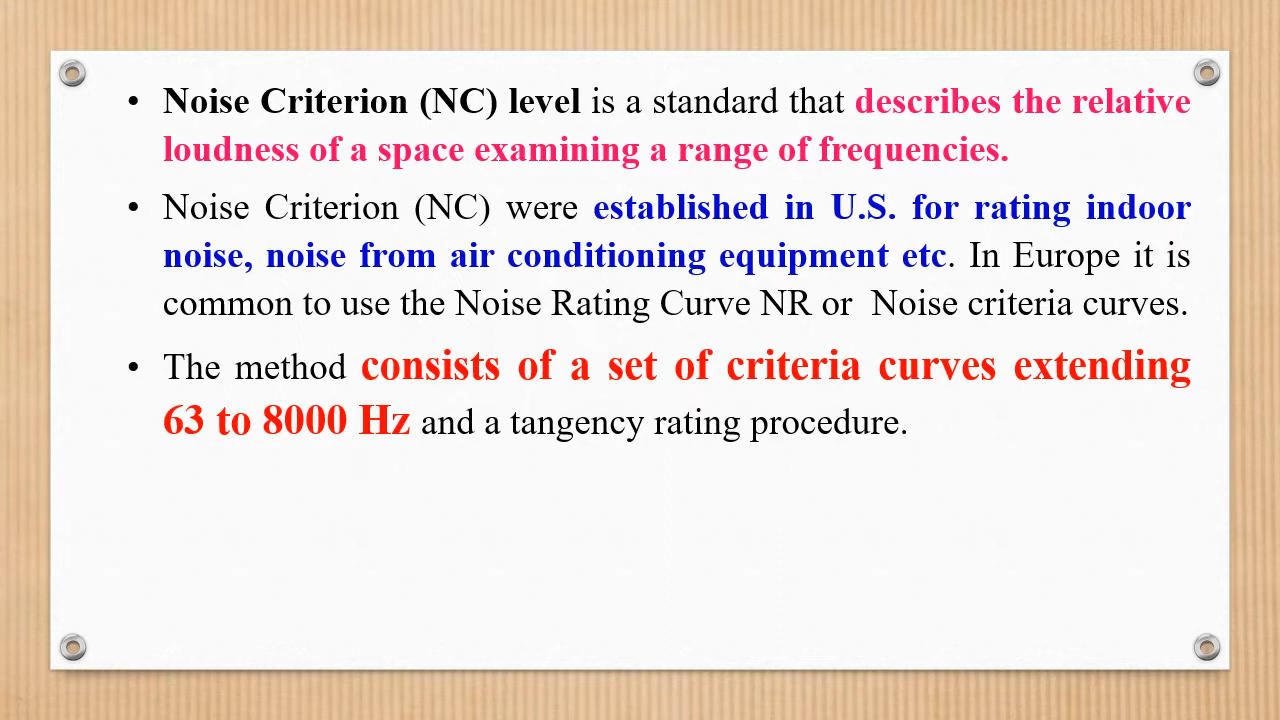 • Noise Criterion (NC) level is a standard that describes the relative
loudness of a space examining a range of frequencies.
• Noise Criterion (NC) were established in U.S. for rating indoor
noise, noise from air conditioning equipment etc. In Europe it is
common to use the Noise Rating Curve NR or  Noise criteria curves.
• The method consists of a set of criteria curves extending
63 to 8000 Hz and a tangency rating procedure.